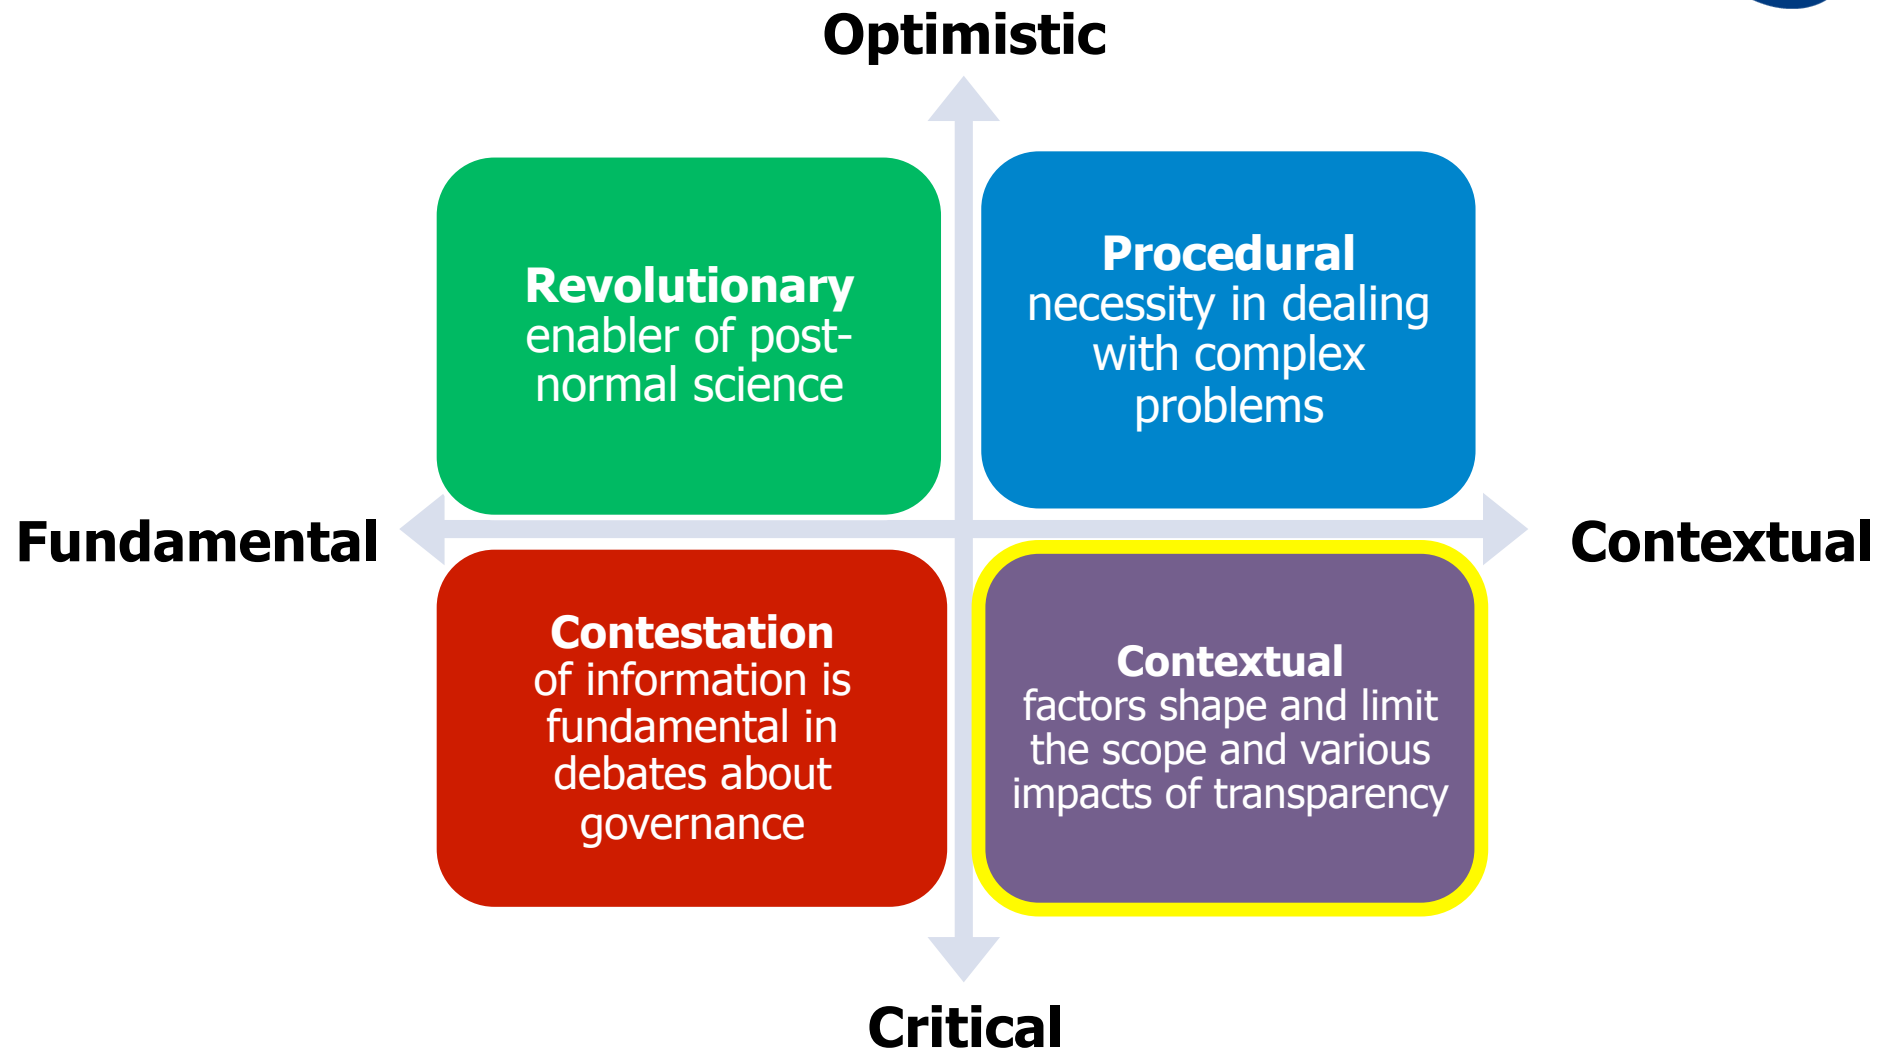 Optimistic
Revolutionary
enabler of post-
normal science
Procedural
necessity in dealing
with complex
problems
Fundamental
Contextual
Contestation
of information is
fundamental in
debates about
governance
Contextual
factors shape and limit
the scope and various
impacts of transparency
Critical